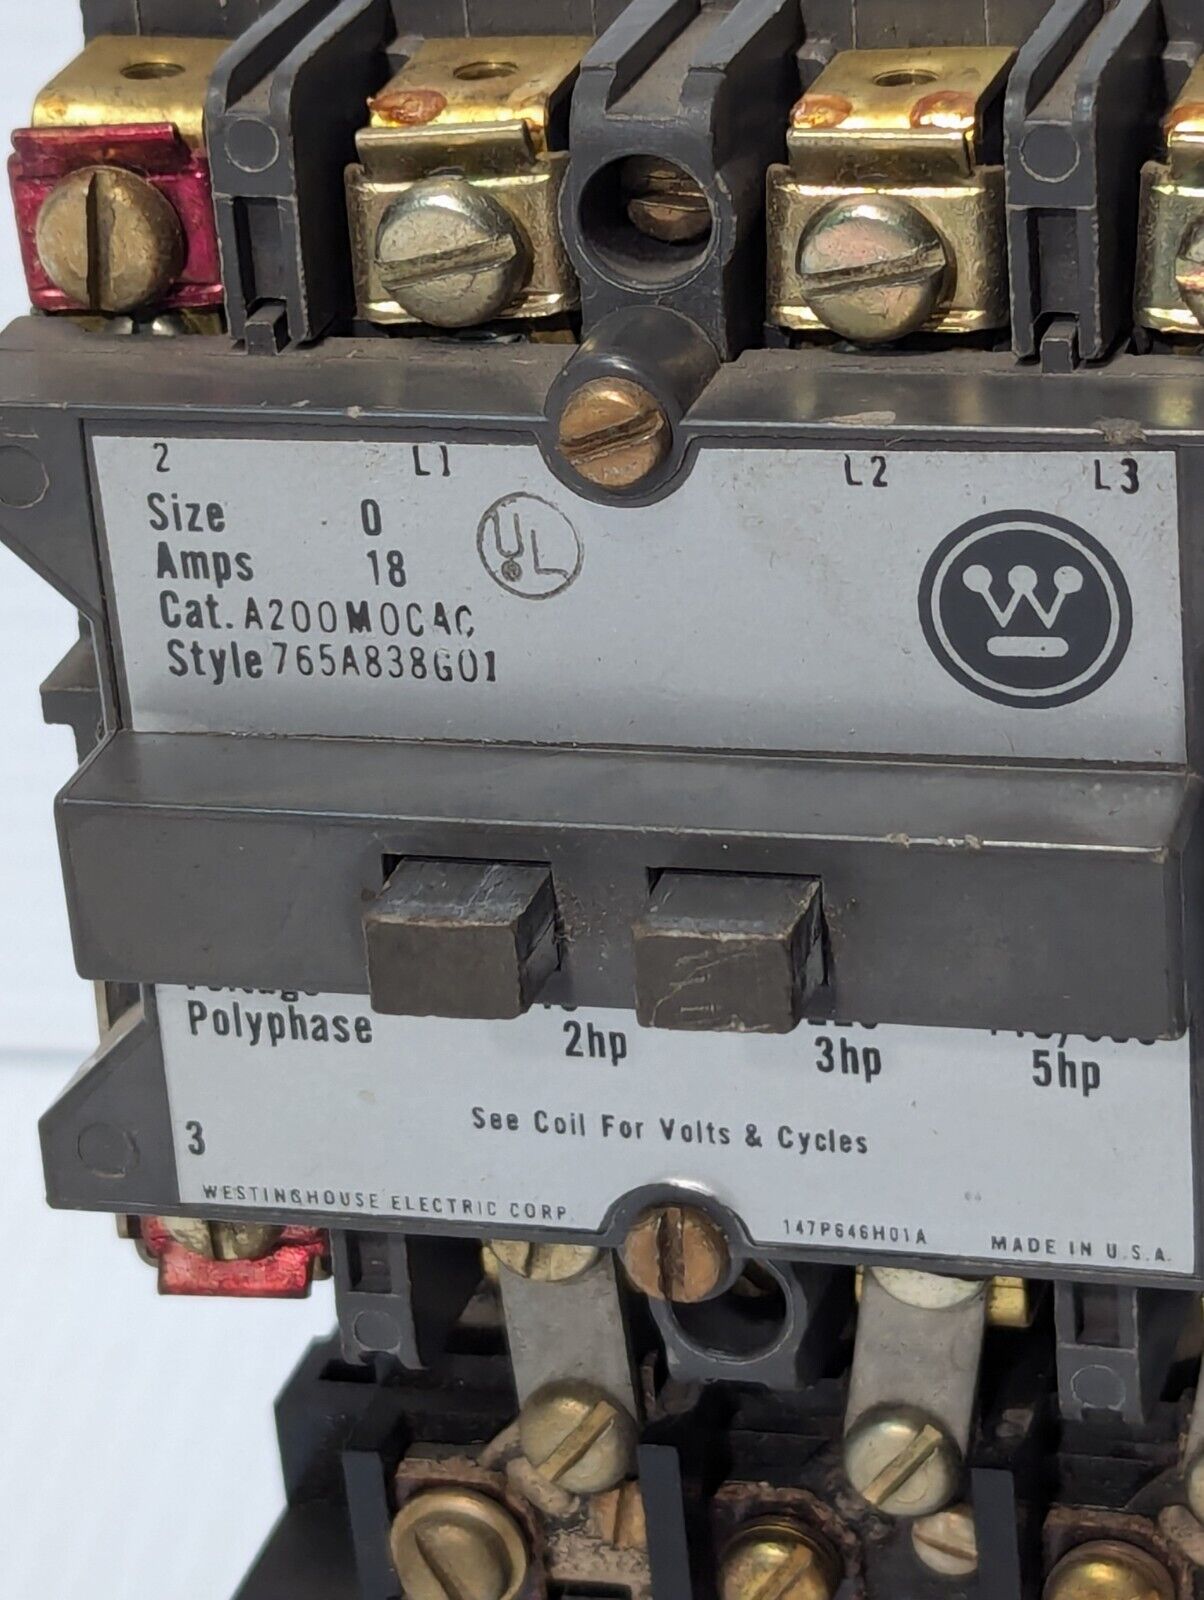 2 L1 L2 L3
Size 0
Amps 18
UL
Cat. A200M0CAC
Style 765A838G01
Polyphase 2hp 3hp 5hp
See Coil For Volts & Cycles
3
WESTINGHOUSE ELECTRIC CORP. 147P646H01A MADE IN U.S.A.